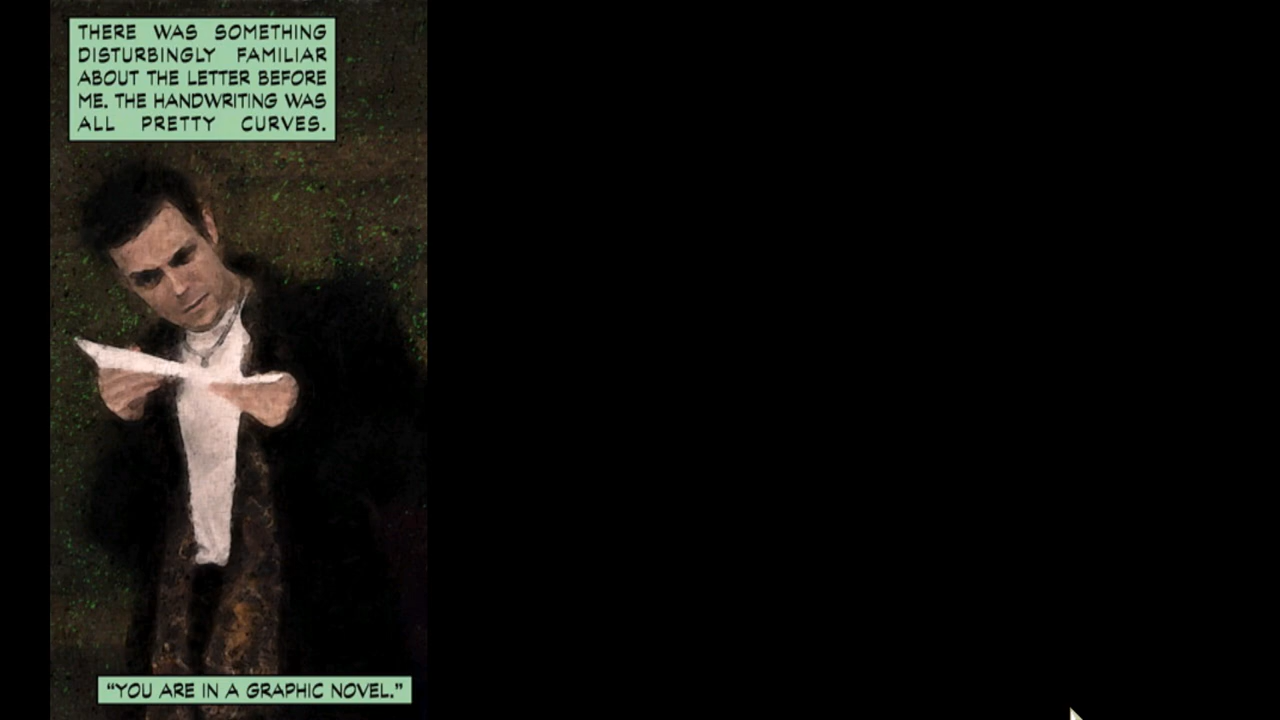 THERE WAS SOMETHING
DISTURBINGLY FAMILIAR
ABOUT THE LETTER BEFORE
ME. THE HANDWRITING WAS
ALL PRETTY CURVES.
“YOU ARE IN A GRAPHIC NOVEL.”